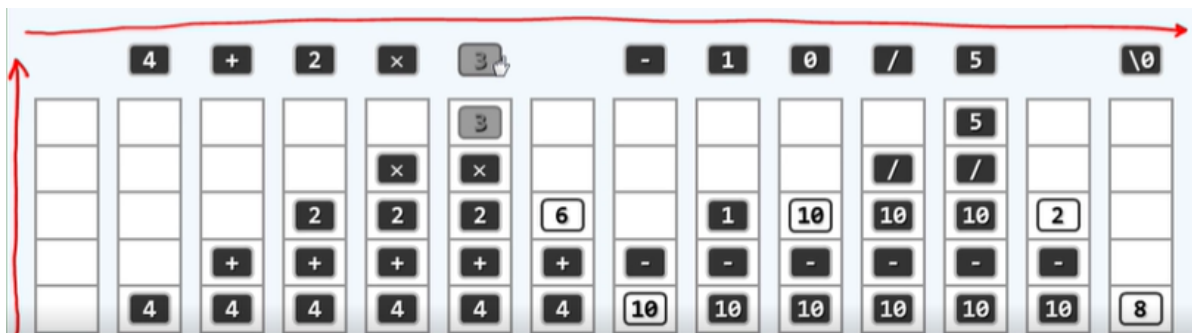 4 + 2 × 3 - 1 0 / 5 \0
3 5
× × / /
2 2 2 6 1 10 10 10 2
+ + + + + - - - - - -
4 4 4 4 4 4 10 10 10 10 10 10 8